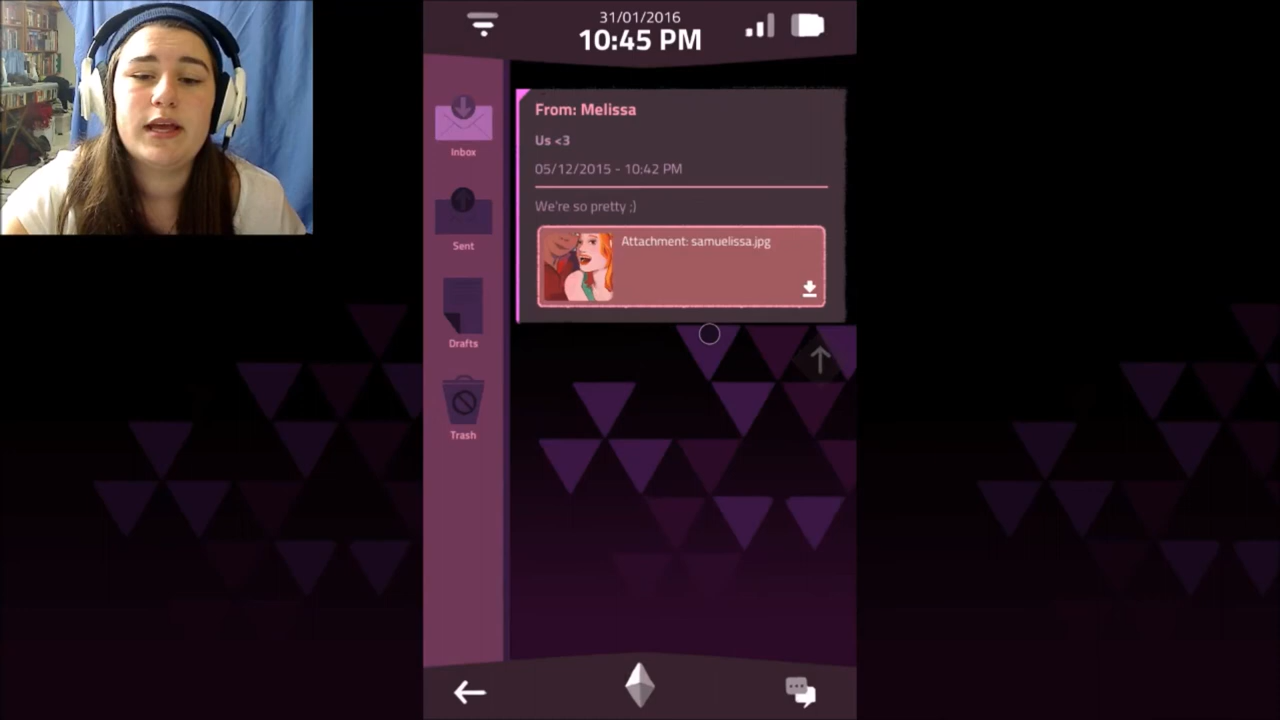 31/01/2016
10:45 PM
From: Melissa
Us <3
05/12/2015 - 10:42 PM
We're so pretty ;)
Attachment: samuelissa.jpg
Inbox
Sent
Drafts
Trash